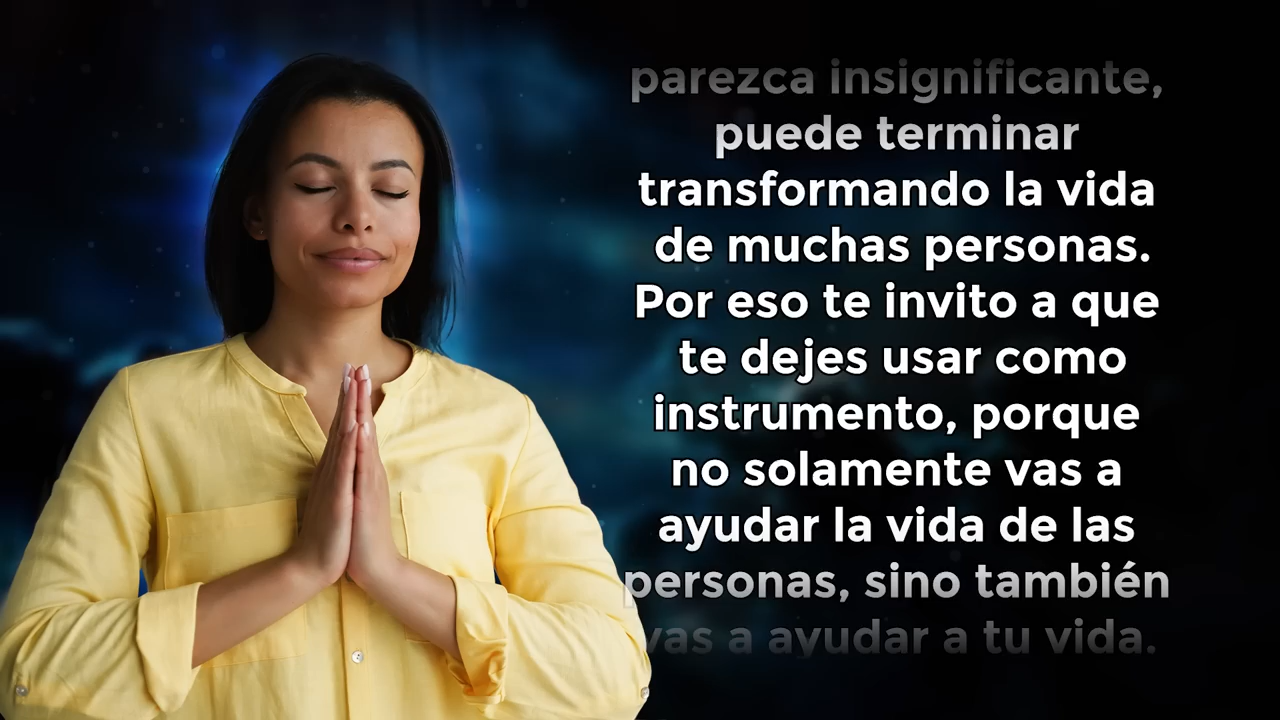 parezca insignificante,
puede terminar
transformando la vida
de muchas personas.
Por eso te invito a que
te dejes usar como
instrumento, porque
no solamente vas a
ayudar la vida de las
personas, sino también
vas a ayudar a tu vida.